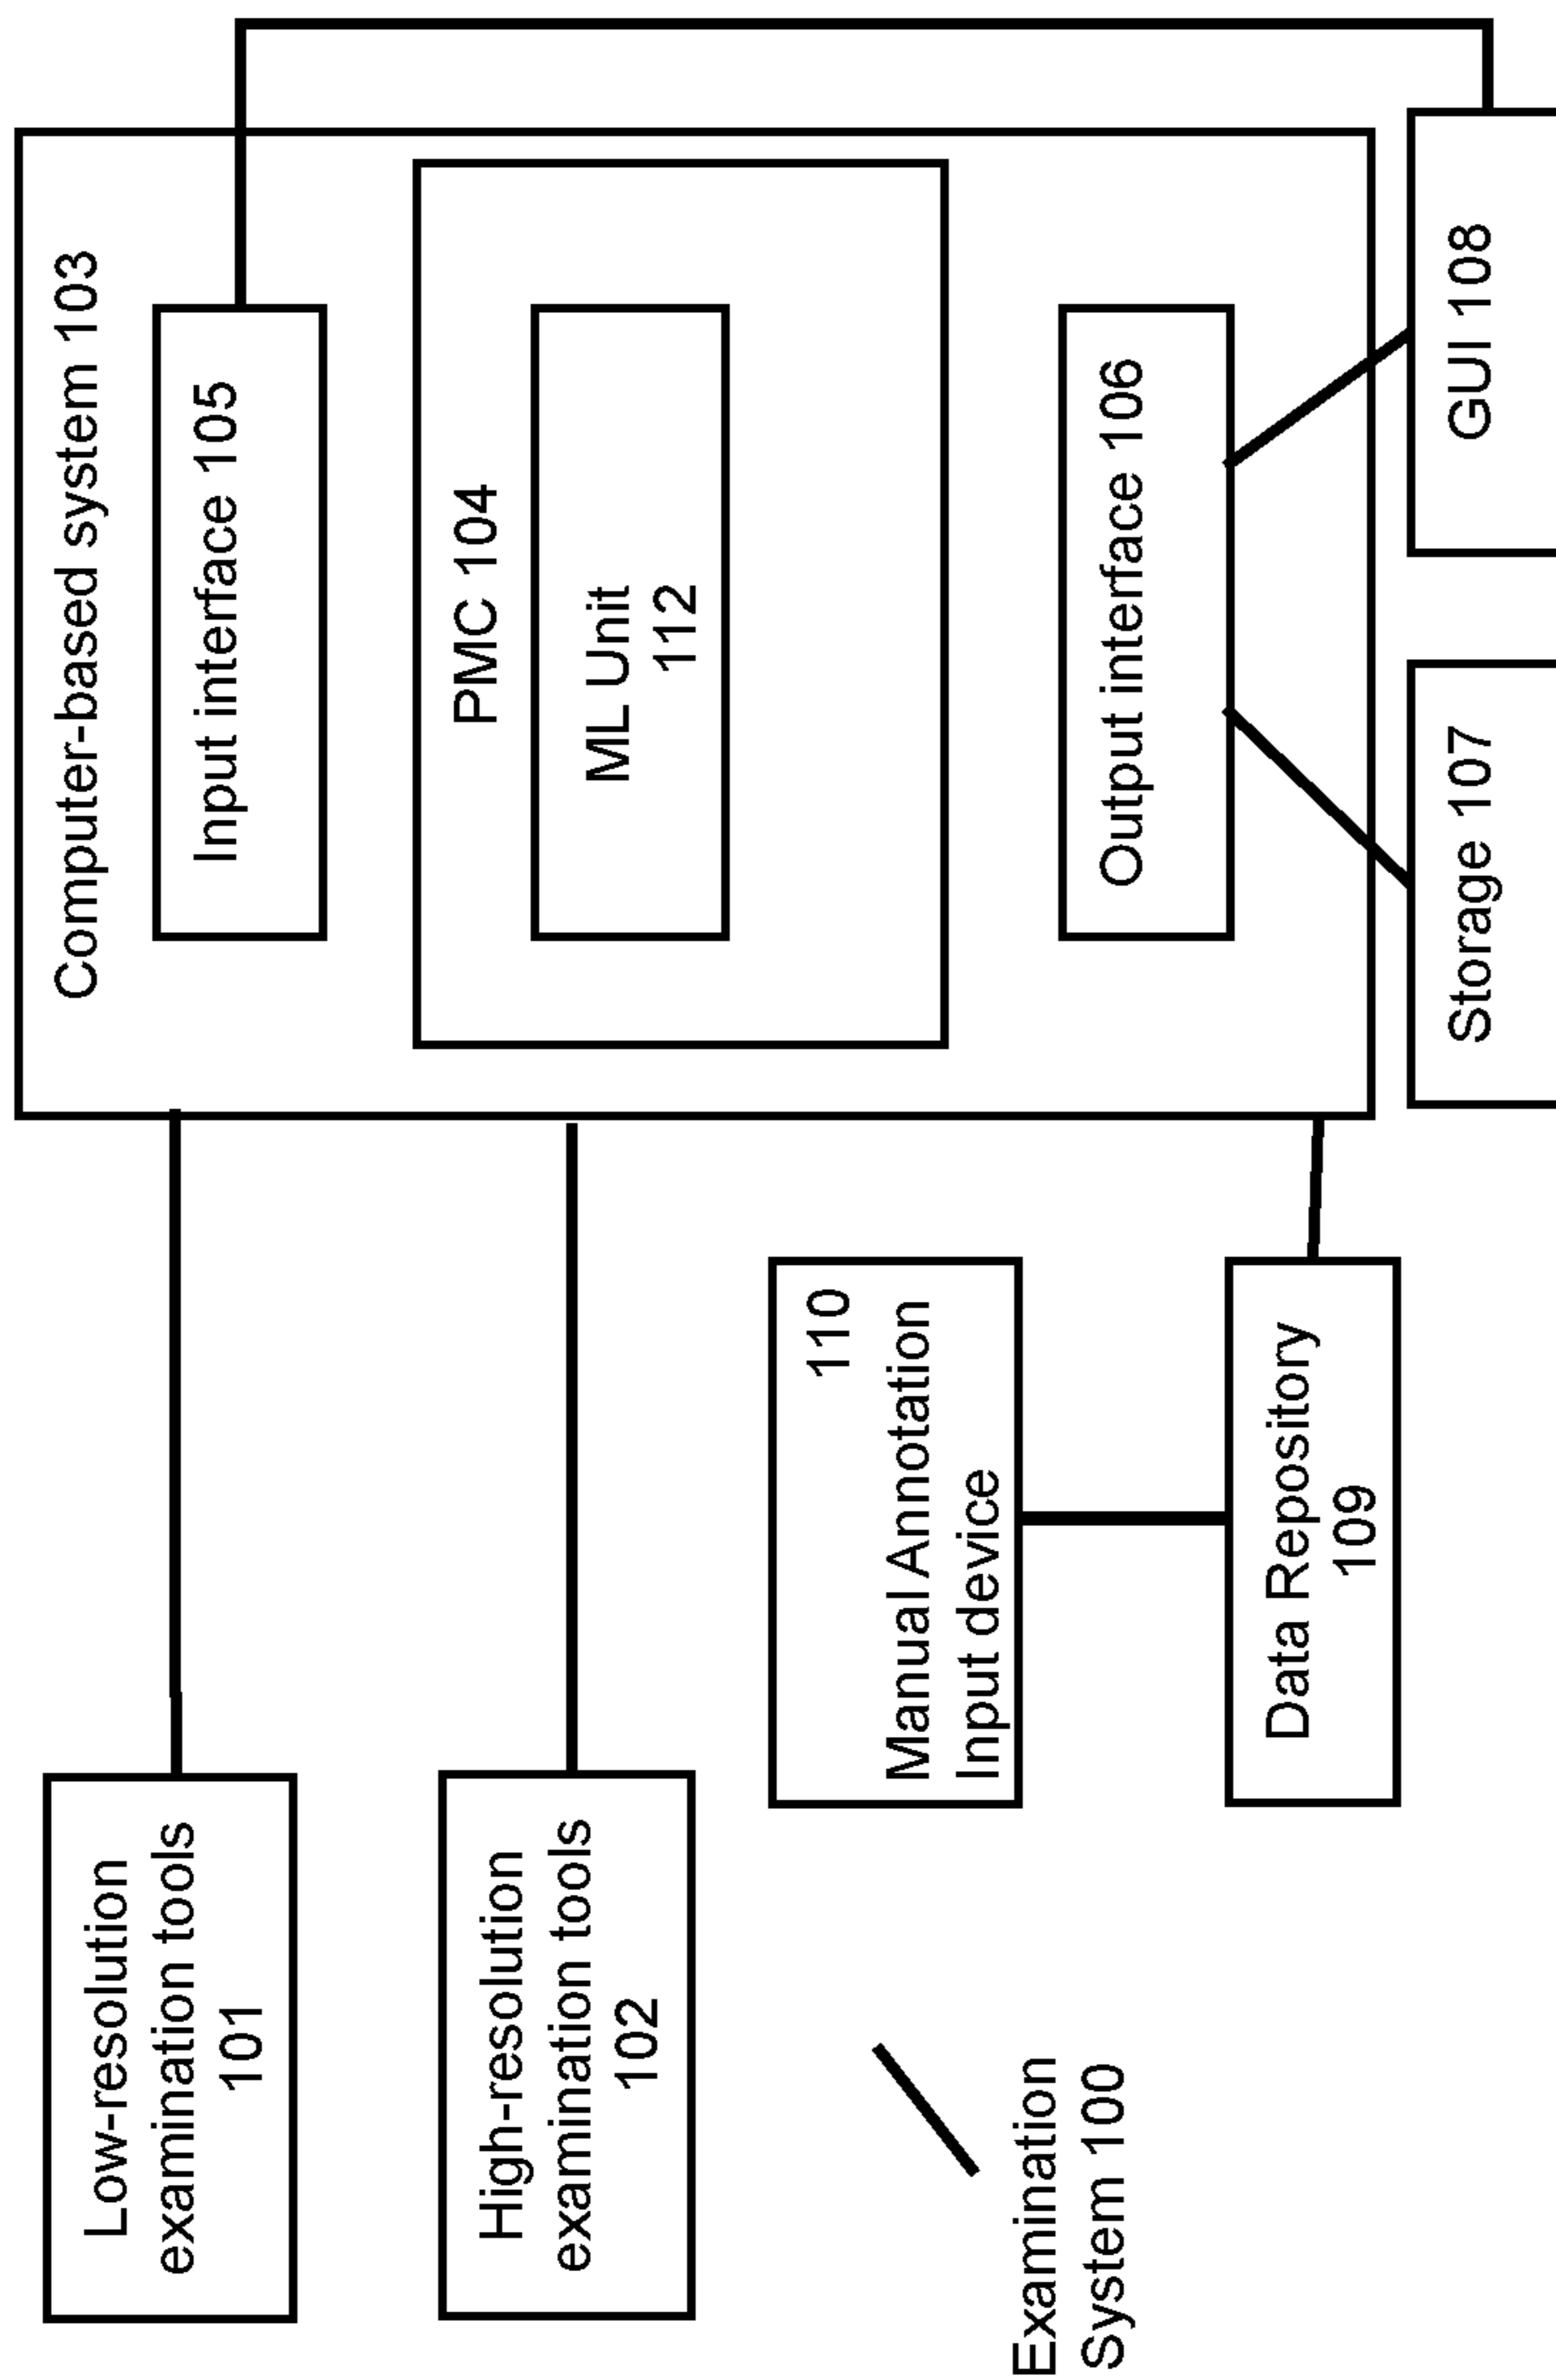 Low-resolution
examination tools
101
High-resolution
examination tools
102
Examination
System 100
110
Manual Annotation
Input device
Data Repository
109
Computer-based system 103
Input interface 105
PMC 104
ML Unit
112
Output interface 106
Storage 107
GUI 108